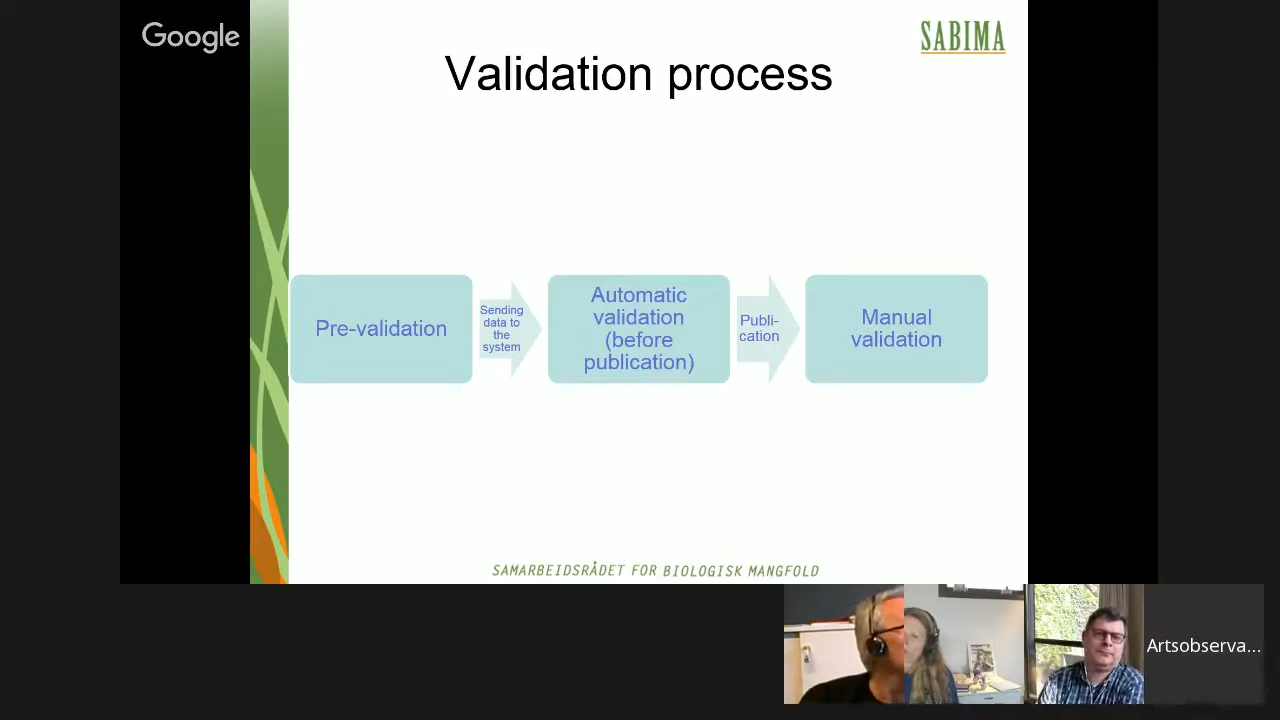 Google
SABIMA
Validation process
Pre-validation
Sending
data to
the
system
Automatic
validation
(before
publication)
Publi-
cation
Manual
validation
SAMARBEIDSRÅDET FOR BIOLOGISK MANGFOLD
Artsobserva...